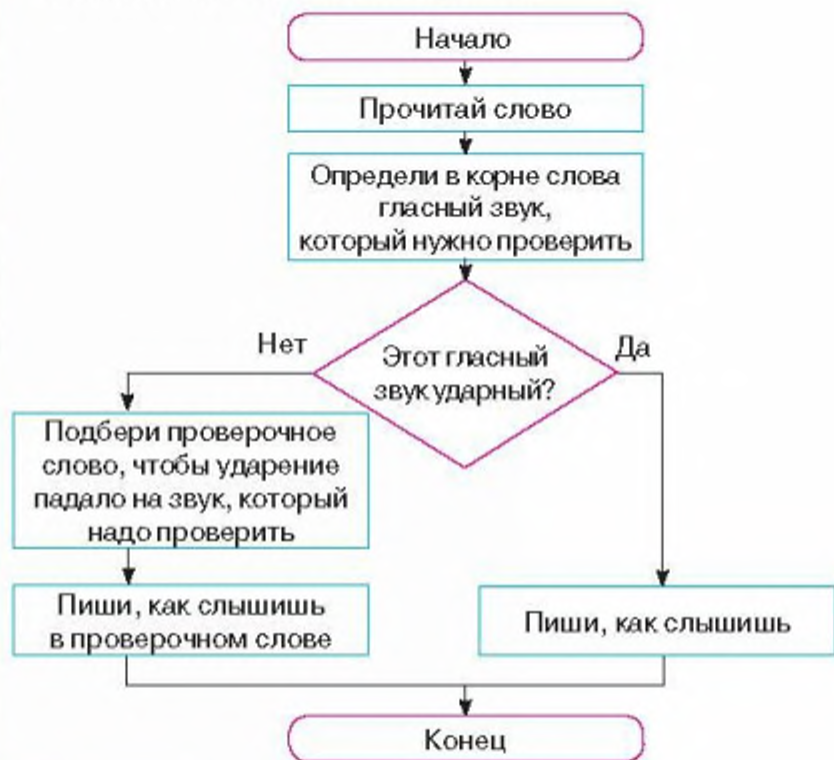 Начало
Прочитай слово
Определи в корне слова
гласный звук,
который нужно проверить
Нет
Этот гласный
звук ударный?
Да
Подбери проверочное
слово, чтобы ударение
падало на звук, который
надо проверить
Пиши, как слышишь
в проверочном слове
Пиши, как слышишь
Конец